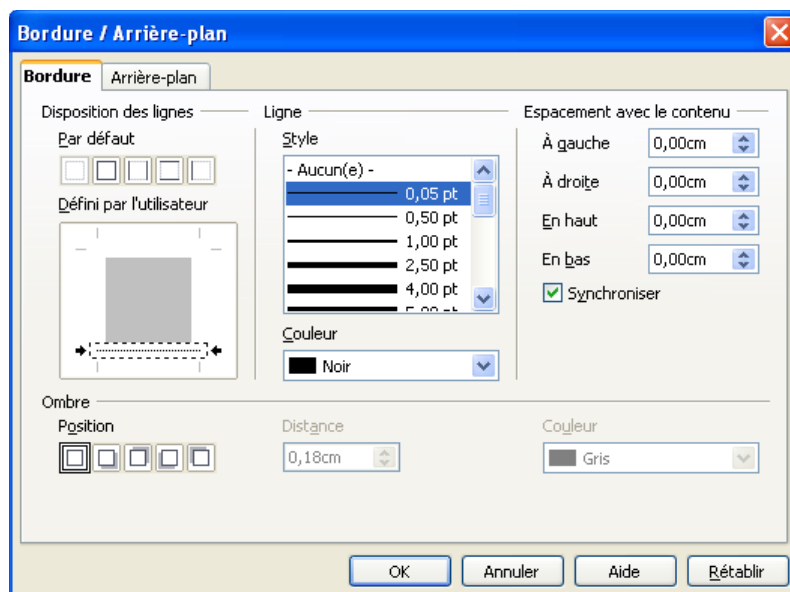 Bordure / Arrière-plan
Bordure Arrière-plan
Disposition des lignes
Par défaut
Défini par l'utilisateur
Ligne
Style
- Aucun(e) -
0,05 pt
0,50 pt
1,00 pt
2,50 pt
4,00 pt
Couleur
Noir
Espacement avec le contenu
À gauche 0,00cm
À droite 0,00cm
En haut 0,00cm
En bas 0,00cm
Synchroniser
Ombre
Position
Distance
0,18cm
Couleur
Gris
OK Annuler Aide Rétablir